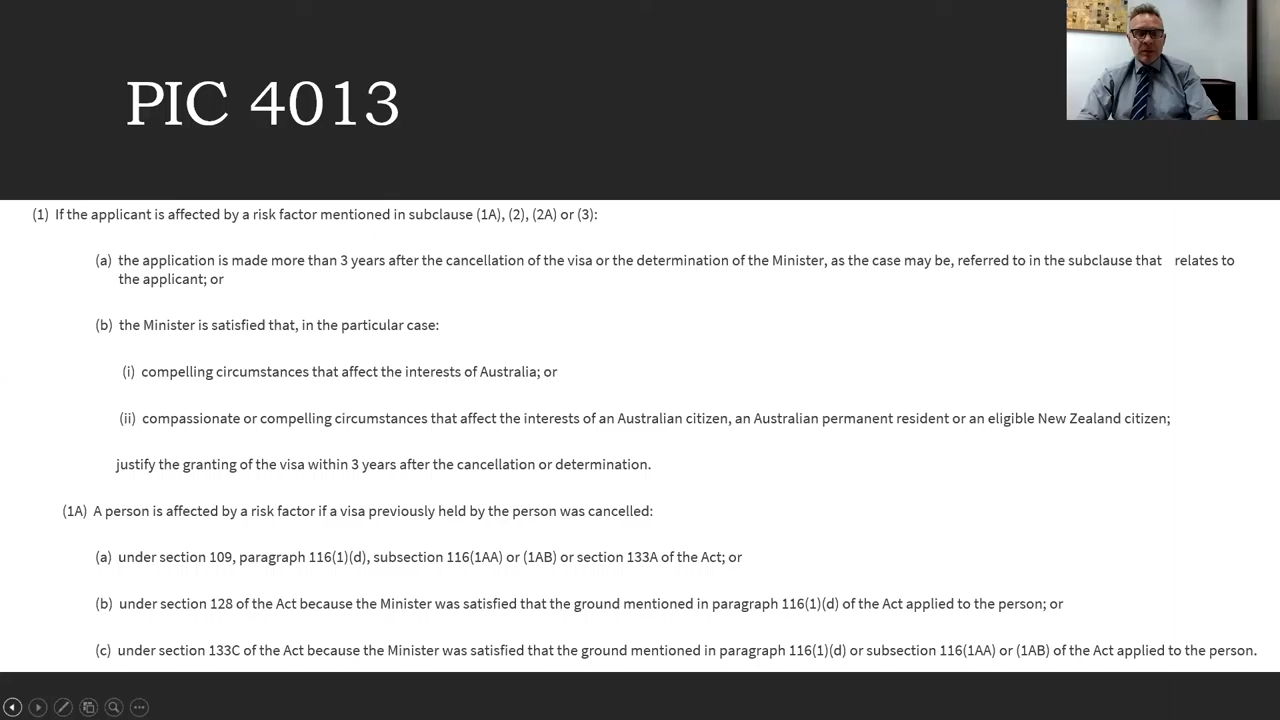 PIC 4013
(1) If the applicant is affected by a risk factor mentioned in subclause (1A), (2), (2A) or (3):
(a) the application is made more than 3 years after the cancellation of the visa or the determination of the Minister, as the case may be, referred to in the subclause that relates to
the applicant; or
(b) the Minister is satisfied that, in the particular case:
(i) compelling circumstances that affect the interests of Australia; or
(ii) compassionate or compelling circumstances that affect the interests of an Australian citizen, an Australian permanent resident or an eligible New Zealand citizen;
justify the granting of the visa within 3 years after the cancellation or determination.
(1A) A person is affected by a risk factor if a visa previously held by the person was cancelled:
(a) under section 109, paragraph 116(1)(d), subsection 116(1AA) or (1AB) or section 133A of the Act; or
(b) under section 128 of the Act because the Minister was satisfied that the ground mentioned in paragraph 116(1)(d) of the Act applied to the person; or
(c) under section 133C of the Act because the Minister was satisfied that the ground mentioned in paragraph 116(1)(d) or subsection 116(1AA) or (1AB) of the Act applied to the person.